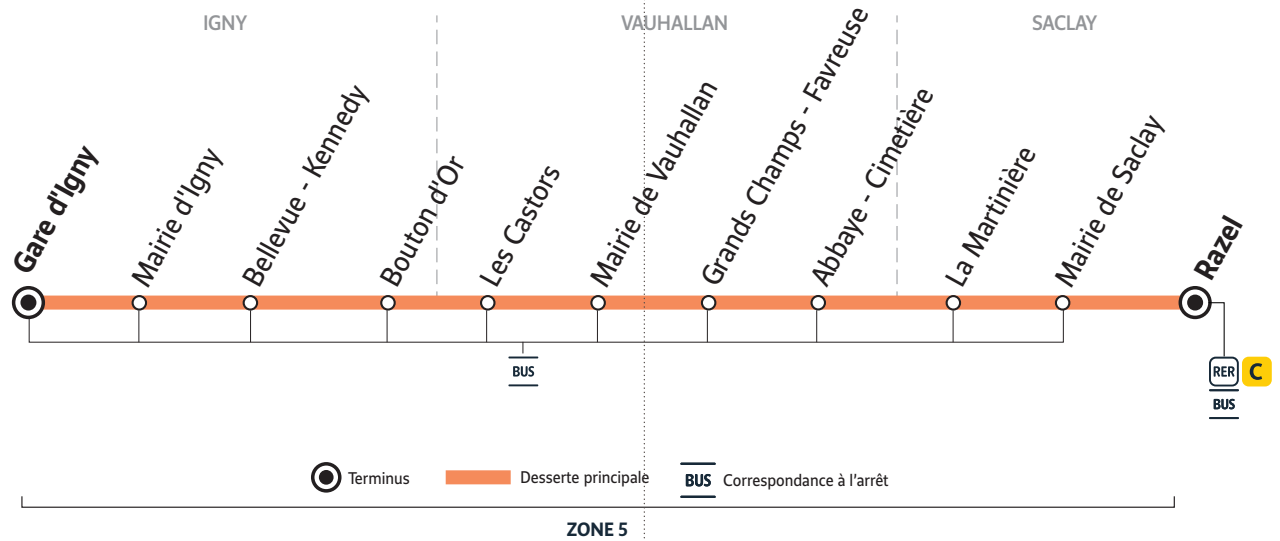 IGNY
VAUHALLAN
SACLAY
Gare d'Igny
Mairie d'Igny
Bellevue - Kennedy
Bouton d'Or
Les Castors
Mairie de Vauhallan
Grands Champs - Favreuse
Abbaye - Cimetière
La Martinière
Mairie de Saclay
Razel
BUS
RER C
BUS
Terminus
Desserte principale
BUS Correspondance à l'arrêt
ZONE 5